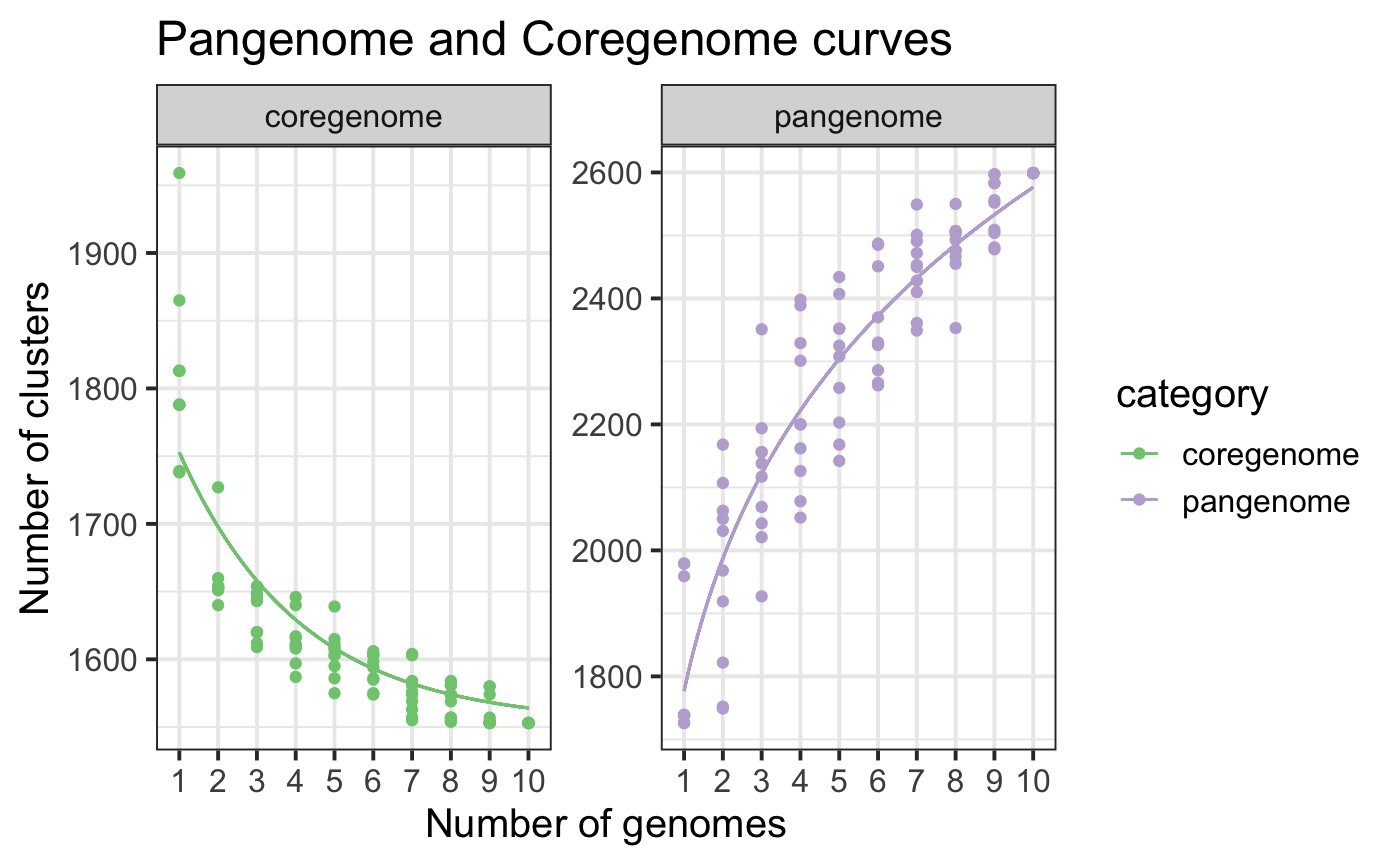 Pangenome and Coregenome curves
coregenome
pangenome
Number of clusters
1900
1800
1700
1600
2600
2400
2200
2000
1800
1 2 3 4 5 6 7 8 9 10
1 2 3 4 5 6 7 8 9 10
Number of genomes
category
coregenome
pangenome